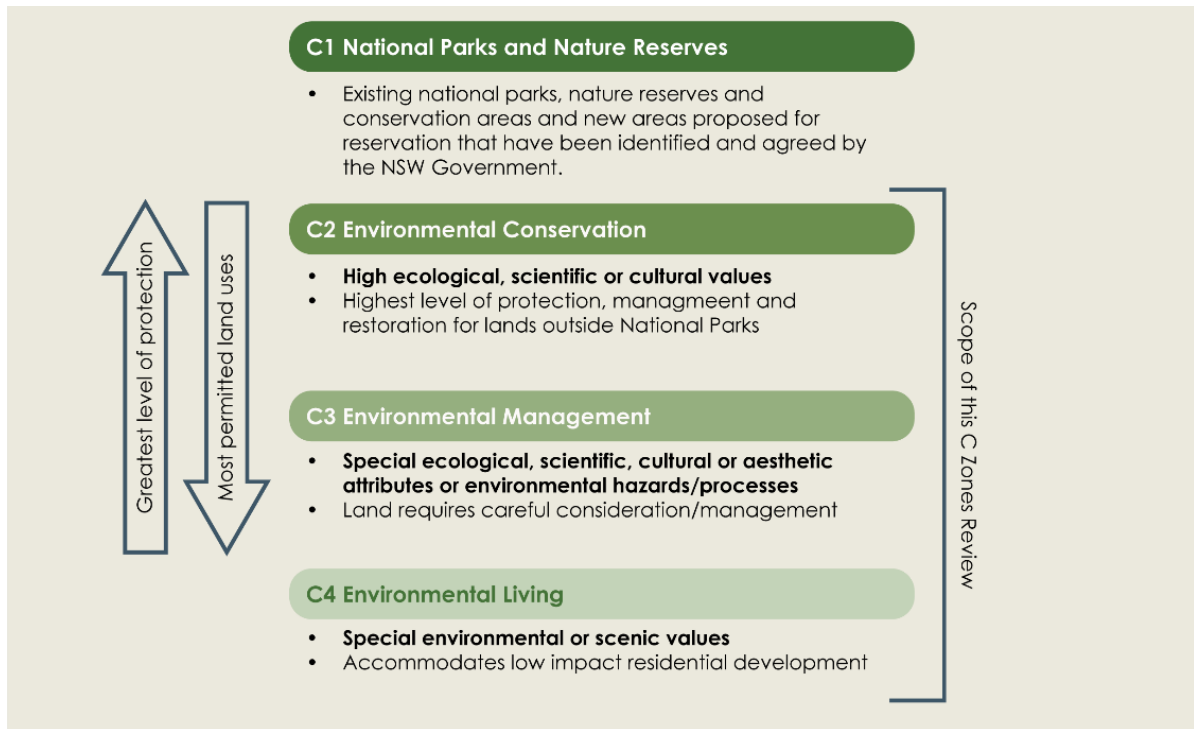 C1 National Parks and Nature Reserves
• Existing national parks, nature reserves and
conservation areas and new areas proposed for
reservation that have been identified and agreed by
the NSW Government.
C2 Environmental Conservation
• High ecological, scientific or cultural values
• Highest level of protection, managmeent and
restoration for lands outside National Parks
C3 Environmental Management
• Special ecological, scientific, cultural or aesthetic
attributes or environmental hazards/processes
• Land requires careful consideration/management
C4 Environmental Living
• Special environmental or scenic values
• Accommodates low impact residential development
Greatest level of protection
Most permitted land uses
Scope of this C Zones Review